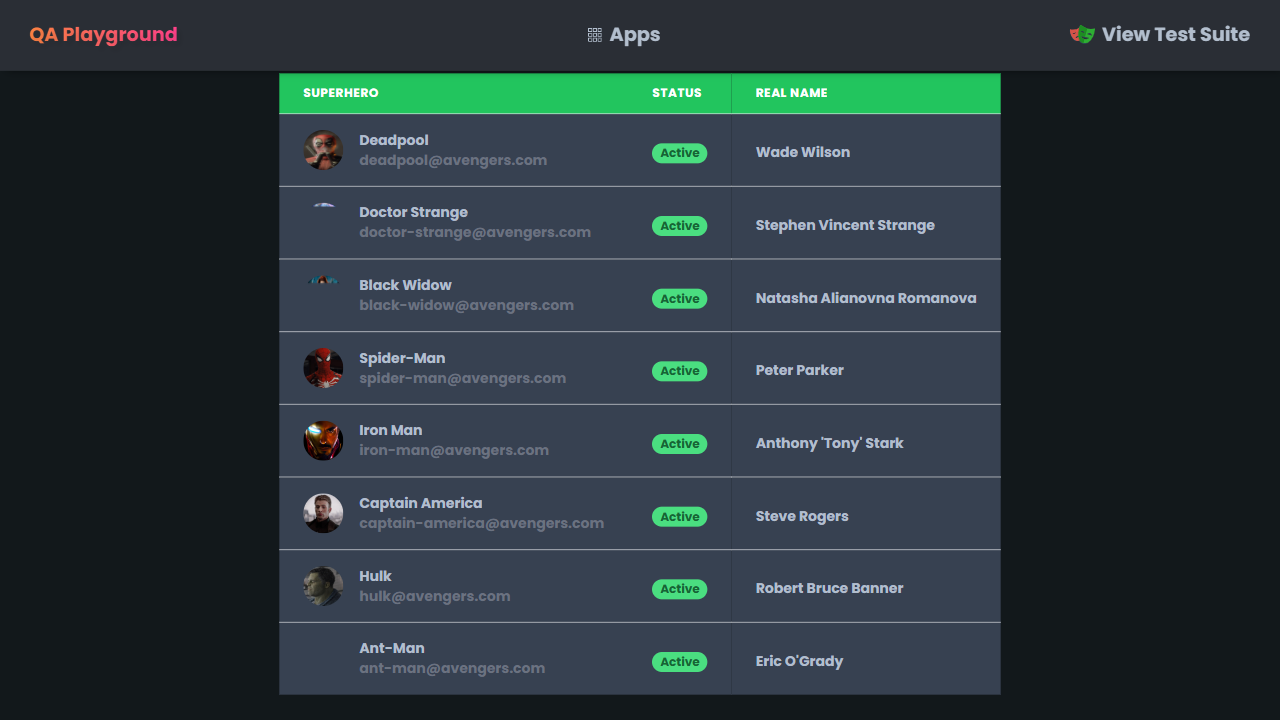 QA Playground
Apps
View Test Suite
SUPERHERO STATUS REAL NAME
Deadpool
deadpool@avengers.com
Active
Wade Wilson
Doctor Strange
doctor-strange@avengers.com
Active
Stephen Vincent Strange
Black Widow
black-widow@avengers.com
Active
Natasha Alianovna Romanova
Spider-Man
spider-man@avengers.com
Active
Peter Parker
Iron Man
iron-man@avengers.com
Active
Anthony 'Tony' Stark
Captain America
captain-america@avengers.com
Active
Steve Rogers
Hulk
hulk@avengers.com
Active
Robert Bruce Banner
Ant-Man
ant-man@avengers.com
Active
Eric O'Grady